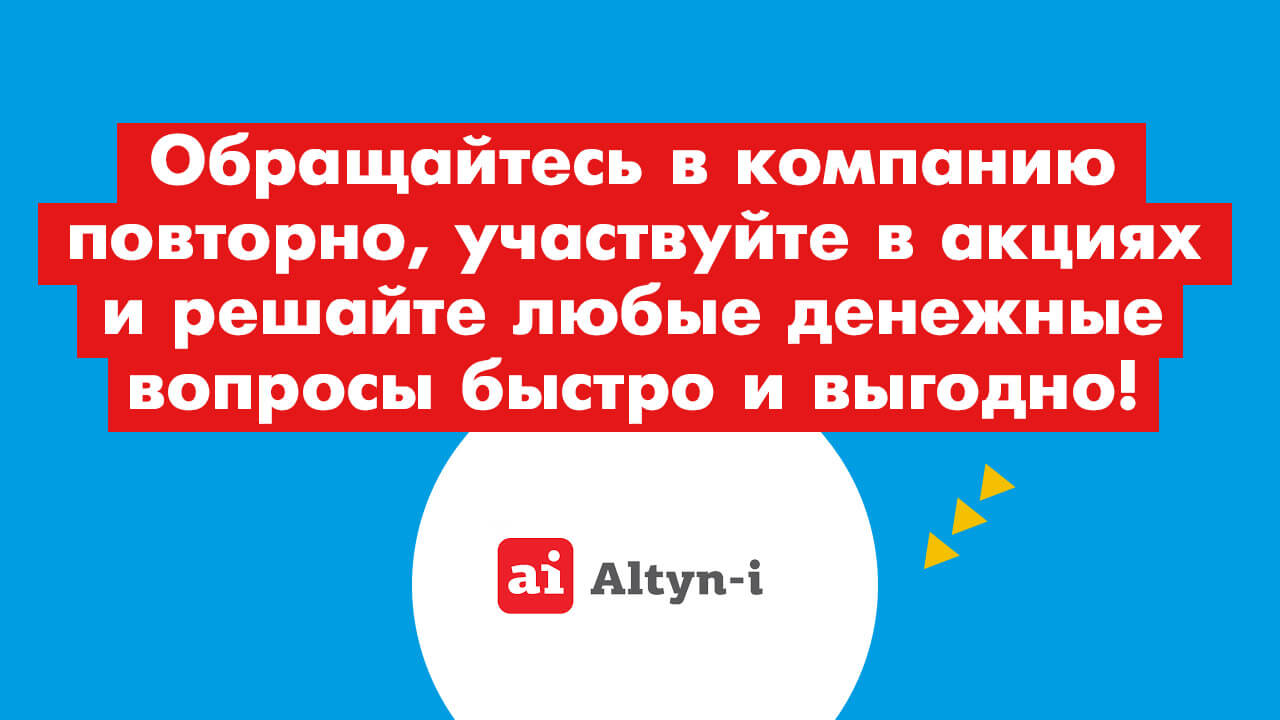 Обращайтесь в компанию
повторно, участвуйте в акциях
и решайте любые денежные
вопросы быстро и выгодно!
ai Altyn-i